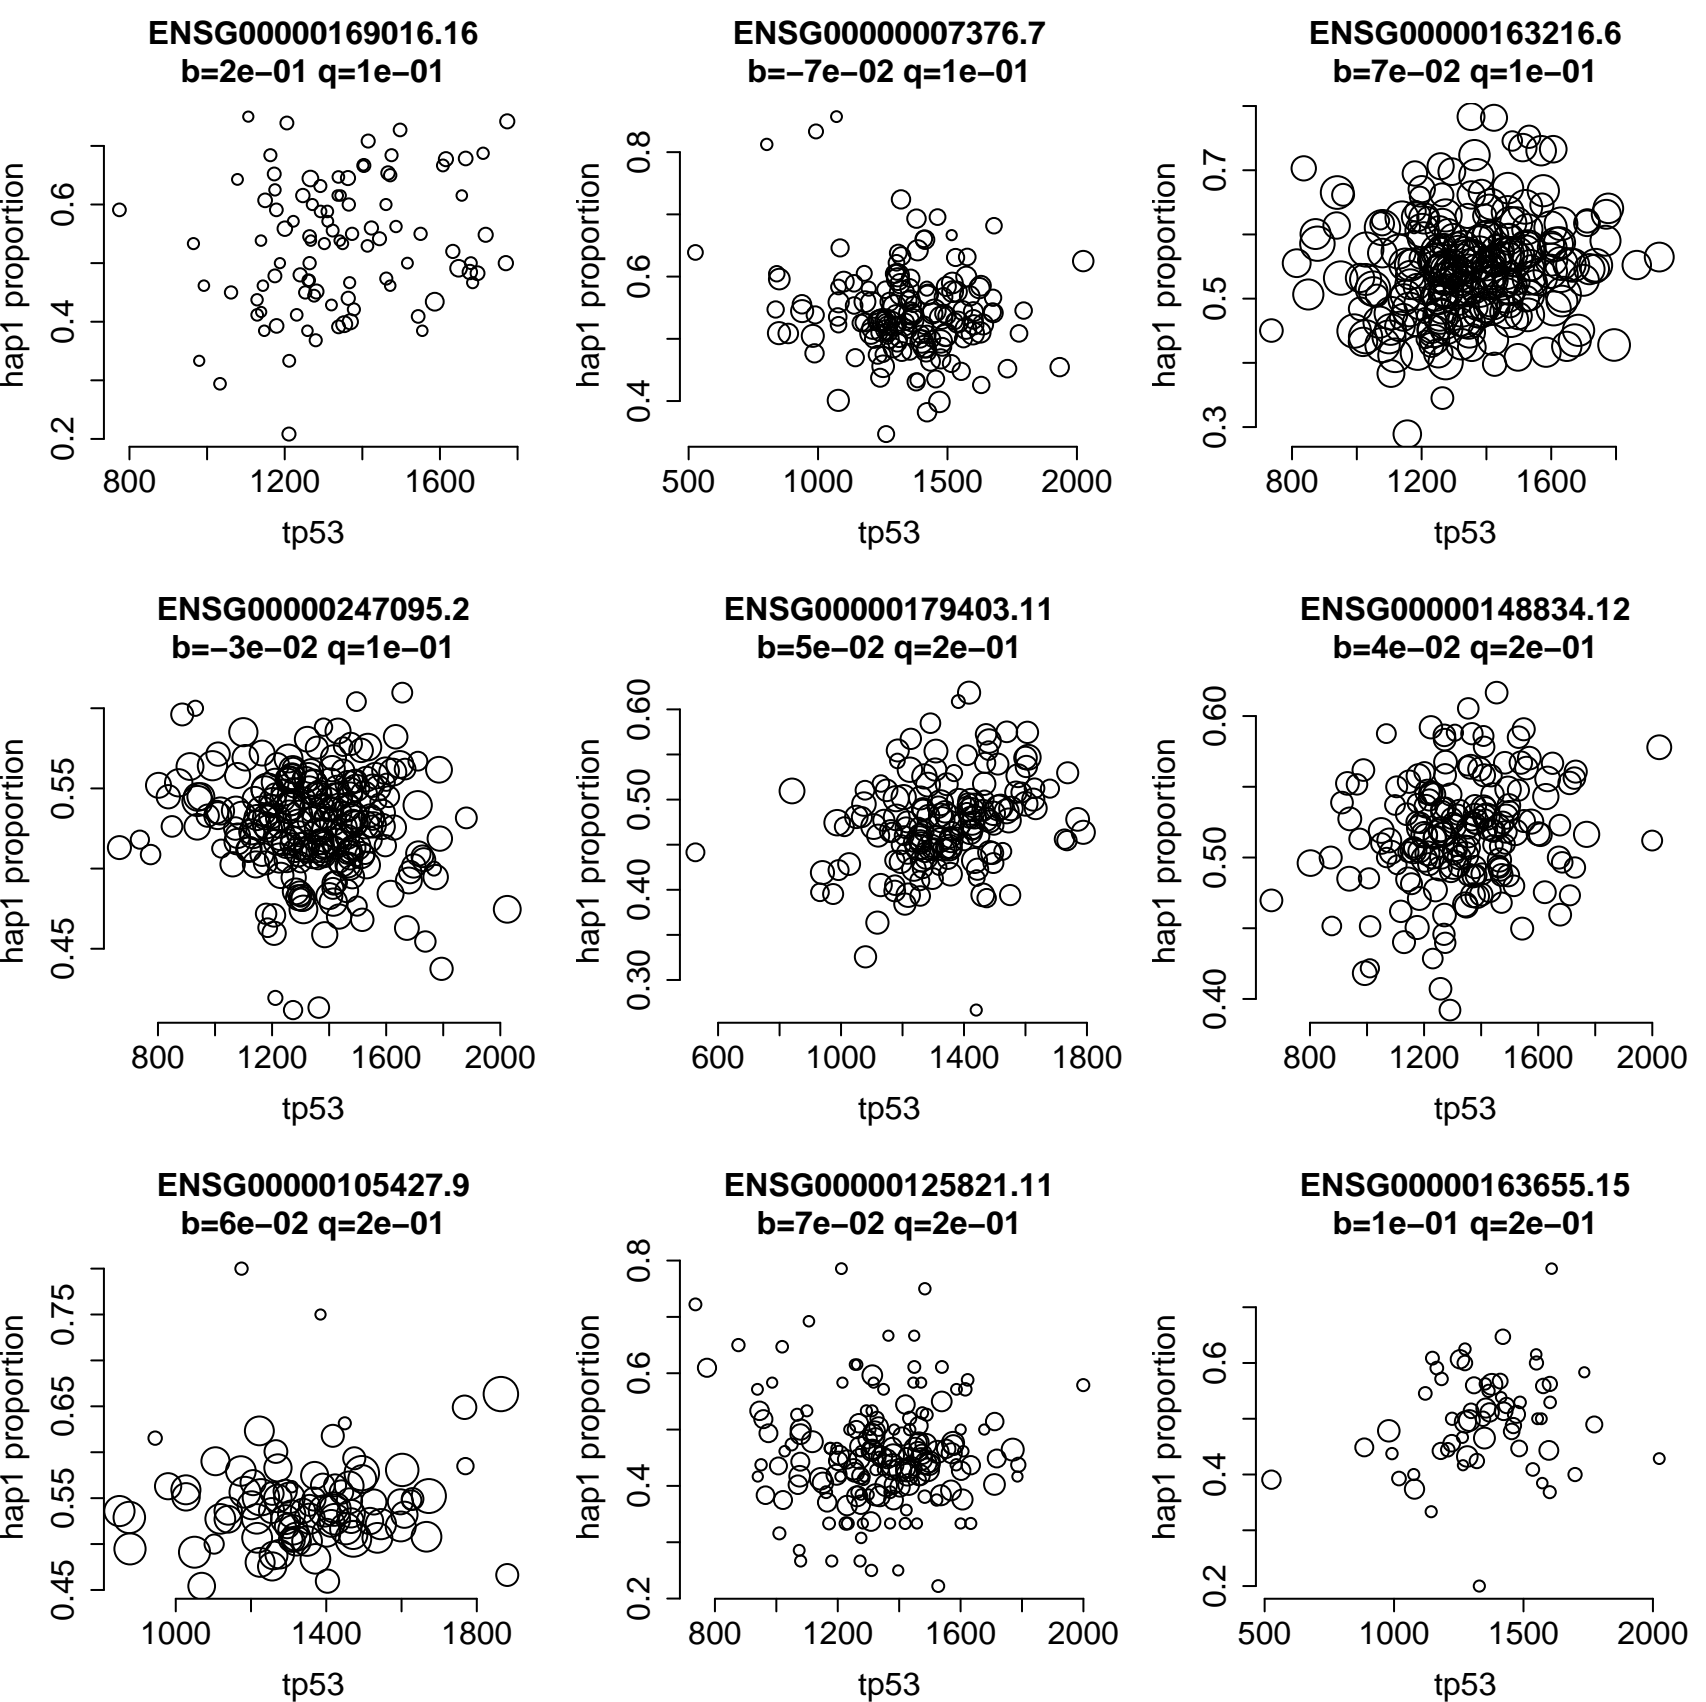 ENSG00000169016.16
b=2e−01 q=1e−01
hap1 proportion
0.2 0.4 0.6
800 1200 1600
tp53
ENSG00000007376.7
b=−7e−02 q=1e−01
hap1 proportion
0.4 0.6 0.8
500 1000 1500 2000
tp53
ENSG00000163216.6
b=7e−02 q=1e−01
hap1 proportion
0.3 0.5 0.7
800 1200 1600
tp53
ENSG00000247095.2
b=−3e−02 q=1e−01
hap1 proportion
0.45 0.55
800 1200 1600 2000
tp53
ENSG00000179403.11
b=5e−02 q=2e−01
hap1 proportion
0.30 0.40 0.50 0.60
600 1000 1400 1800
tp53
ENSG00000148834.12
b=4e−02 q=2e−01
hap1 proportion
0.40 0.50 0.60
800 1200 1600 2000
tp53
ENSG00000105427.9
b=6e−02 q=2e−01
hap1 proportion
0.45 0.55 0.65 0.75
1000 1400 1800
tp53
ENSG00000125821.11
b=7e−02 q=2e−01
hap1 proportion
0.2 0.4 0.6 0.8
800 1200 1600 2000
tp53
ENSG00000163655.15
b=1e−01 q=2e−01
hap1 proportion
0.2 0.4 0.6
500 1000 1500 2000
tp53